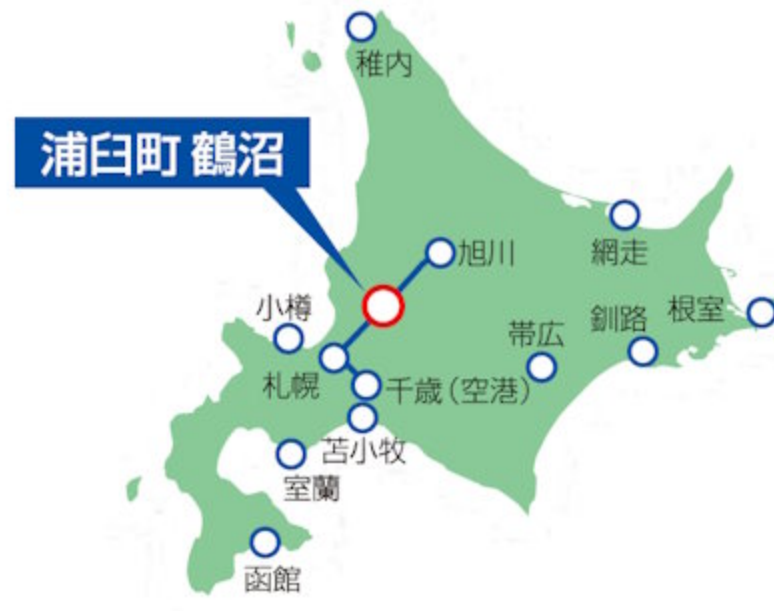 稚内
浦臼町 鶴沼
旭川
網走
小樽
根室
釧路
帯広
札幌
千歳（空港）
苫小牧
室蘭
函館